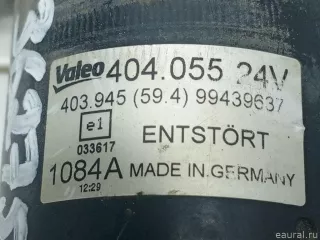 Valeo 404.055 24V
403.945 (59.4) 99439637
e1
033617
ENTSTÖRT
1084A MADE IN GERMANY
12:29
eaural.ru